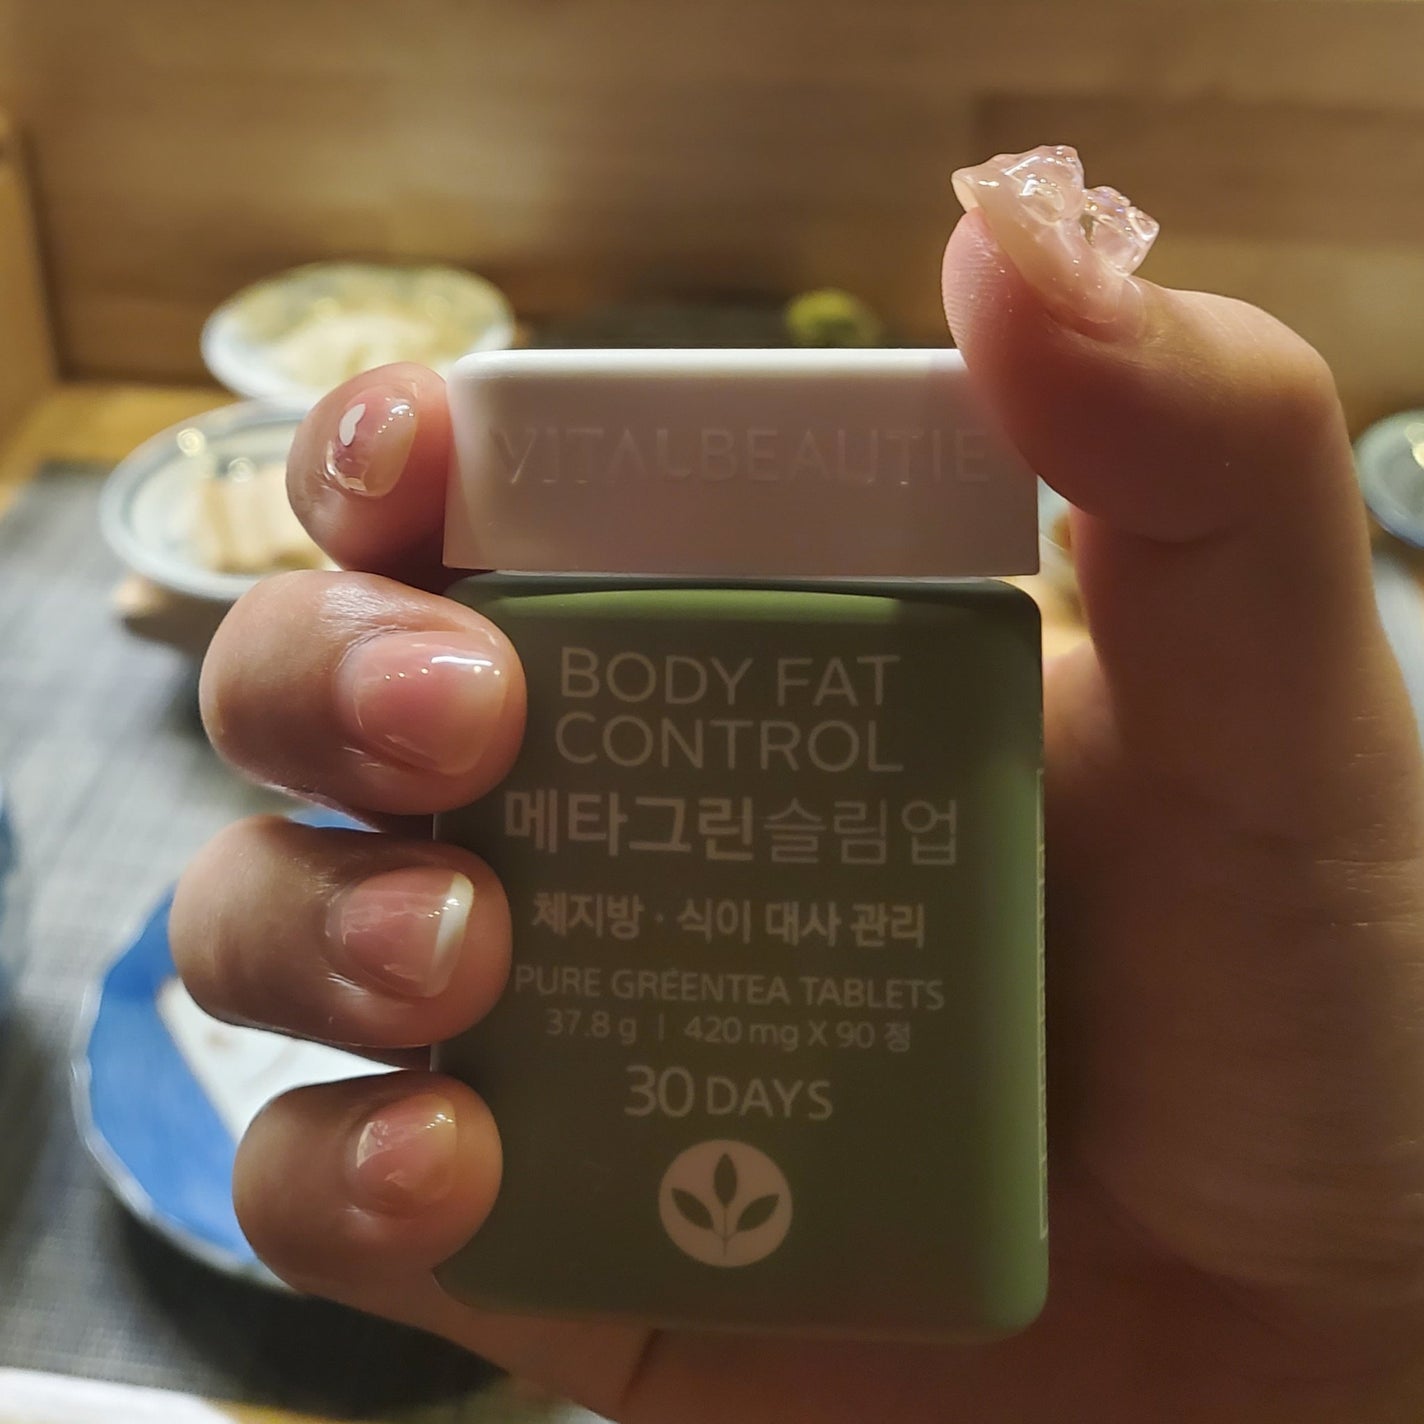 VITALBEAUTIE
BODY FAT
CONTROL
메타그린슬림업
체지방 · 식이 대사 관리
PURE GREENTEA TABLETS
37.8 g | 420 mg X 90 정
30 DAYS